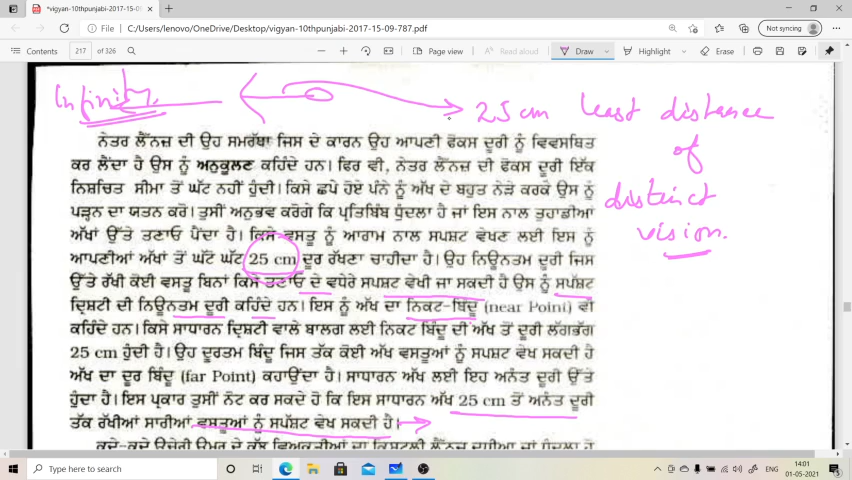 *vigyan-10thpunjabi-2017-15-09-
File | C:/Users/lenovo/OneDrive/Desktop/vigyan-10thpunjabi-2017-15-09-787.pdf
Not syncing
Contents 217 of 326 Page view Read aloud Draw Highlight Erase
Infinity
25 cm least distance
of
distinct
vision.
ਨੇਤਰ ਲੈੱਨਜ਼ ਦੀ ਉਹ ਸਮਰੱਥਾ ਜਿਸ ਦੇ ਕਾਰਨ ਉਹ ਆਪਣੀ ਫੋਕਸ ਦੂਰੀ ਨੂੰ ਵਿਵਸਥਿਤ
ਕਰ ਲੈਂਦਾ ਹੈ ਉਸ ਨੂੰ ਅਨੁਕੂਲਣ ਕਹਿੰਦੇ ਹਨ। ਫਿਰ ਵੀ, ਨੇਤਰ ਲੈੱਨਜ਼ ਦੀ ਫੋਕਸ ਦੂਰੀ ਇੱਕ
ਨਿਸ਼ਚਿਤ ਸੀਮਾ ਤੋਂ ਘੱਟ ਨਹੀਂ ਹੁੰਦੀ। ਕਿਸੇ ਛਪੇ ਹੋਏ ਪੰਨੇ ਨੂੰ ਅੱਖ ਦੇ ਬਹੁਤ ਨੇੜੇ ਕਰਕੇ ਉਸ ਨੂੰ
ਪੜ੍ਹਨ ਦਾ ਯਤਨ ਕਰੋ। ਤੁਸੀਂ ਅਨੁਭਵ ਕਰੋਗੇ ਕਿ ਪ੍ਰਤਿਬਿੰਬ ਧੁੰਦਲਾ ਹੈ ਜਾਂ ਇਸ ਨਾਲ ਤੁਹਾਡੀਆਂ
ਅੱਖਾਂ ਉੱਤੇ ਤਣਾਓ ਪੈਂਦਾ ਹੈ। ਕਿਸੇ ਵਸਤੂ ਨੂੰ ਆਰਾਮ ਨਾਲ ਸਪਸ਼ਟ ਵੇਖਣ ਲਈ ਇਸ ਨੂੰ
ਆਪਣੀਆਂ ਅੱਖਾਂ ਤੋਂ ਘੱਟੋ ਘੱਟ 25 cm ਦੂਰ ਰੱਖਣਾ ਚਾਹੀਦਾ ਹੈ। ਉਹ ਨਿਊਨਤਮ ਦੂਰੀ ਜਿਸ
ਉੱਤੇ ਰੱਖੀ ਕੋਈ ਵਸਤੂ ਬਿਨਾਂ ਕਿਸੇ ਤਣਾਓ ਦੇ ਵਧੇਰੇ ਸਪਸ਼ਟ ਵੇਖੀ ਜਾ ਸਕਦੀ ਹੈ ਉਸ ਨੂੰ ਸਪੱਸ਼ਟ
ਦ੍ਰਿਸ਼ਟੀ ਦੀ ਨਿਊਨਤਮ ਦੂਰੀ ਕਹਿੰਦੇ ਹਨ। ਇਸ ਨੂੰ ਅੱਖ ਦਾ ਨਿਕਟ-ਬਿੰਦੂ (near Point) ਵੀ
ਕਹਿੰਦੇ ਹਨ। ਕਿਸੇ ਸਾਧਾਰਨ ਦ੍ਰਿਸ਼ਟੀ ਵਾਲੇ ਬਾਲਗ ਲਈ ਨਿਕਟ ਬਿੰਦੂ ਦੀ ਅੱਖ ਤੋਂ ਦੂਰੀ ਲੱਗਭੱਗ
25 cm ਹੁੰਦੀ ਹੈ। ਉਹ ਦੂਰਤਮ ਬਿੰਦੂ ਜਿਸ ਤੱਕ ਕੋਈ ਅੱਖ ਵਸਤੂਆਂ ਨੂੰ ਸਪੱਸ਼ਟ ਵੇਖ ਸਕਦੀ ਹੈ
ਅੱਖ ਦਾ ਦੂਰ ਬਿੰਦੂ (far Point) ਕਹਾਉਂਦਾ ਹੈ। ਸਾਧਾਰਨ ਅੱਖ ਲਈ ਇਹ ਅਨੰਤ ਦੂਰੀ ਉੱਤੇ
ਹੁੰਦਾ ਹੈ। ਇਸ ਪ੍ਰਕਾਰ ਤੁਸੀਂ ਨੋਟ ਕਰ ਸਕਦੇ ਹੋ ਕਿ ਇਸ ਸਾਧਾਰਨ ਅੱਖ 25 cm ਤੋਂ ਅਨੰਤ ਦੂਰੀ
ਤੱਕ ਰੱਖੀਆਂ ਸਾਰੀਆਂ ਵਸਤੂਆਂ ਨੂੰ ਸਪੱਸ਼ਟ ਵੇਖ ਸਕਦੀ ਹੈ।
Type here to search
ENG 14:01
01-05-2021